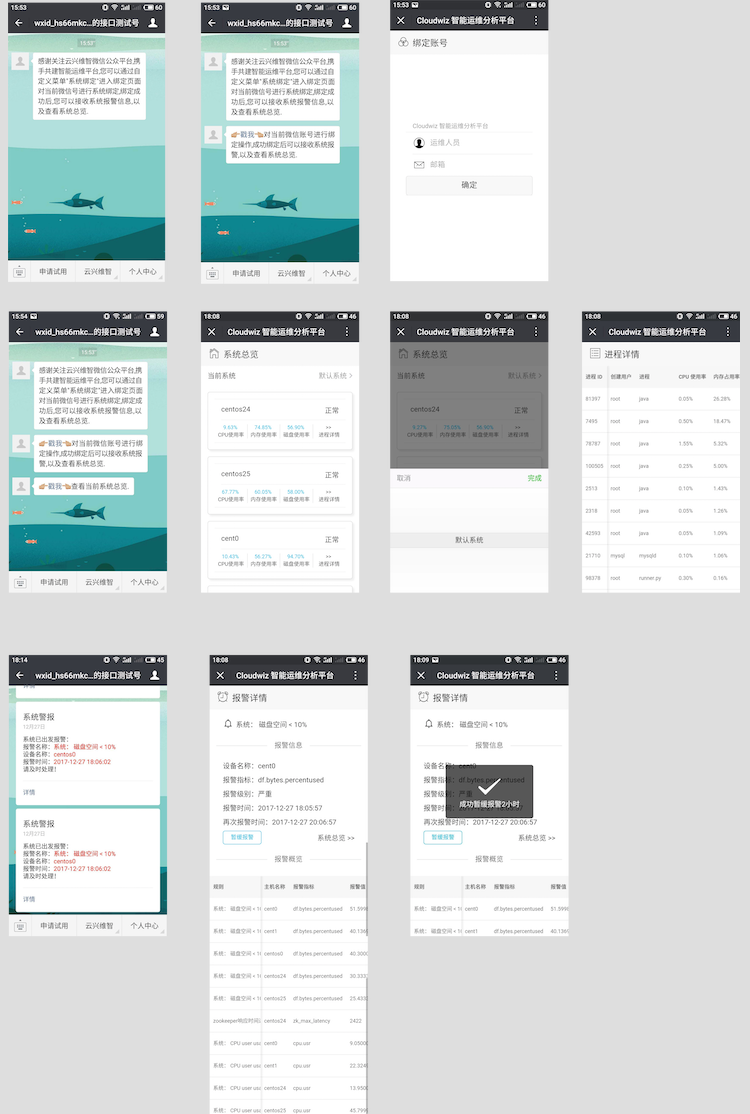 15:53
60
wxid_hs66mkc...的接口测试号
15:53
感谢关注云兴维智微信公众平台,携
手共建智能运维平台,您可以通过自
定义菜单"系统绑定"进入绑定页面
对当前微信号进行系统绑定,绑定成
功后,您可以接收系统报警信息,以
及查看系统总览.
申请试用
云兴维智
个人中心
15:53
60
wxid_hs66mkc...的接口测试号
15:53
感谢关注云兴维智微信公众平台,携
手共建智能运维平台,您可以通过自
定义菜单"系统绑定"进入绑定页面
对当前微信号进行系统绑定,绑定成
功后,您可以接收系统报警信息,以
及查看系统总览.
戳我 对当前微信账号进行绑
定操作,成功绑定后可以接收系统报
警,以及查看系统总览.
申请试用
云兴维智
个人中心
15:53
60
Cloudwiz 智能运维分析平台
绑定账号
Cloudwiz 智能运维分析平台
运维人员
邮箱
确定
15:54
59
wxid_hs66mkc...的接口测试号
15:53
感谢关注云兴维智微信公众平台,携
手共建智能运维平台,您可以通过自
定义菜单"系统绑定"进入绑定页面
对当前微信号进行系统绑定,绑定成
功后,您可以接收系统报警信息,以
及查看系统总览.
戳我 对当前微信账号进行绑
定操作,成功绑定后可以接收系统报
警,以及查看系统总览.
戳我 查看当前系统总览.
申请试用
云兴维智
个人中心
18:08
46
Cloudwiz 智能运维分析平台
系统总览
当前系统 默认系统 >
centos24 正常
9.63% 74.83% 56.90% >>
CPU使用率 内存使用率 磁盘使用率 进程详情
centos25 正常
67.77% 60.05% 58.00% >>
CPU使用率 内存使用率 磁盘使用率 进程详情
cent0 正常
10.43% 56.27% 94.70% >>
CPU使用率 内存使用率 磁盘使用率 进程详情
18:08
46
Cloudwiz 智能运维分析平台
系统总览
当前系统 默认系统 >
centos24 正常
CPU使用率 内存使用率 磁盘使用率 进程详情
取消 完成
默认系统
18:08
46
Cloudwiz 智能运维分析平台
进程详情
进程 ID 创建用户 进程 CPU 使用率 内存占用率
81397 root java 0.05% 26.28%
7495 root java 0.50% 18.47%
78787 root java 1.55% 5.32%
100505 root java 0.25% 5.00%
2513 root java 0.10% 1.43%
2318 root java 0.05% 1.26%
42593 root java 0.05% 1.09%
21710 mysql mysqld 0.10% 1.06%
98378 root runner.py 0.30% 0.16%
18:14
45
wxid_hs66mkc...的接口测试号
系统警报
12月27日
系统已出发报警:
报警名称: 系统: 磁盘空间 < 10%
设备名称: centos0
报警时间: 2017-12-27 18:06:02
请及时处理!
详情
系统警报
12月27日
系统已出发报警:
报警名称: 系统: 磁盘空间 < 10%
设备名称: centos0
报警时间: 2017-12-27 18:06:02
请及时处理!
详情
申请试用
云兴维智
个人中心
18:08
46
Cloudwiz 智能运维分析平台
报警详情
系统: 磁盘空间 < 10%
报警信息
设备名称: cent0
报警指标: df.bytes.percentused
报警级别: 严重
报警时间: 2017-12-27 18:05:57
再次报警时间: 2017-12-27 20:06:57
暂缓报警 系统总览 >>
报警概览
规则 主机名称 报警指标 报警值
系统: 磁盘空间 < 10 cent0 df.bytes.percentused 51.599
系统: 磁盘空间 < 10 cent1 df.bytes.percentused 40.136
系统: 磁盘空间 < 10 centos0 df.bytes.percentused 40.300
系统: 磁盘空间 < 10 centos24 df.bytes.percentused 30.333
系统: 磁盘空间 < 10 centos25 df.bytes.percentused 25.433
zookeeper响应时间 centos24 zk_max_latency 2422
系统: CPU user usa cent0 cpu.usr 9.0500
系统: CPU user usa cent1 cpu.usr 22.324
系统: CPU user usa centos24 cpu.usr 13.950
系统: CPU user usa centos25 cpu.usr 45.799
18:09
46
Cloudwiz 智能运维分析平台
报警详情
系统: 磁盘空间 < 10%
报警信息
设备名称: cent0
报警指标: df.bytes.percentused
报警级别: 严重
成功暂缓报警2小时
报警时间: 2017-12-27 18:05:57
再次报警时间: 2017-12-27 20:06:57
暂缓报警 系统总览 >>
报警概览
规则 主机名称 报警指标 报警值
系统: 磁盘空间 < 10 cent0 df.bytes.percentused 51.599
系统: 磁盘空间 < 10 cent1 df.bytes.percentused 40.136